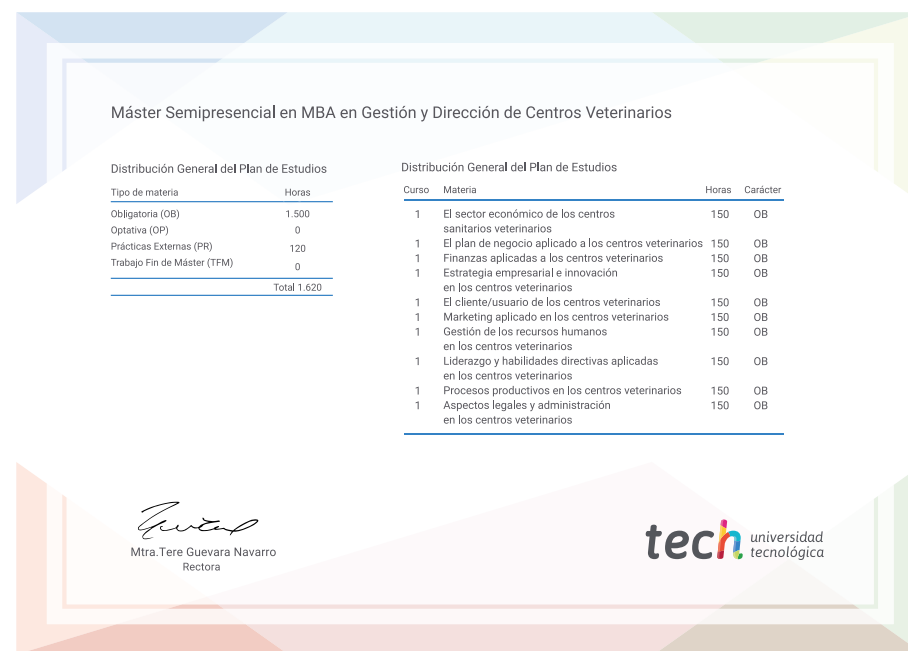 Máster Semipresencial en MBA en Gestión y Dirección de Centros Veterinarios
Distribución General del Plan de Estudios
Tipo de materia Horas
Obligatoria (OB) 1.500
Optativa (OP) 0
Prácticas Externas (PR) 120
Trabajo Fin de Máster (TFM) 0
Total 1.620
Distribución General del Plan de Estudios
Curso Materia Horas Carácter
1 El sector económico de los centros 150 OB
sanitarios veterinarios
1 El plan de negocio aplicado a los centros veterinarios 150 OB
1 Finanzas aplicadas a los centros veterinarios 150 OB
1 Estrategia empresarial e innovación 150 OB
en los centros veterinarios
1 El cliente/usuario de los centros veterinarios 150 OB
1 Marketing aplicado en los centros veterinarios 150 OB
1 Gestión de los recursos humanos 150 OB
en los centros veterinarios
1 Liderazgo y habilidades directivas aplicadas 150 OB
en los centros veterinarios
1 Procesos productivos en los centros veterinarios 150 OB
1 Aspectos legales y administración 150 OB
en los centros veterinarios
Mtra.Tere Guevara Navarro
Rectora
tech universidad
tecnológica